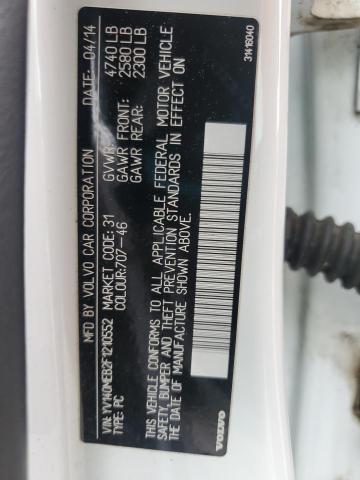 MFD BY VOLVO CAR CORPORATION DATE: 04/14
VIN: YV140MEB2F1210552 GVWR: 4740 LB
TYPE: PC MARKET CODE: 31 GAWR FRONT: 2580 LB
COLOUR: 707-46 GAWR REAR: 2300 LB
THIS VEHICLE CONFORMS TO ALL APPLICABLE FEDERAL MOTOR VEHICLE
SAFETY, BUMPER AND THEFT PREVENTION STANDARDS IN EFFECT ON
DATE OF MANUFACTURE SHOWN ABOVE.
VOLVO 31416040